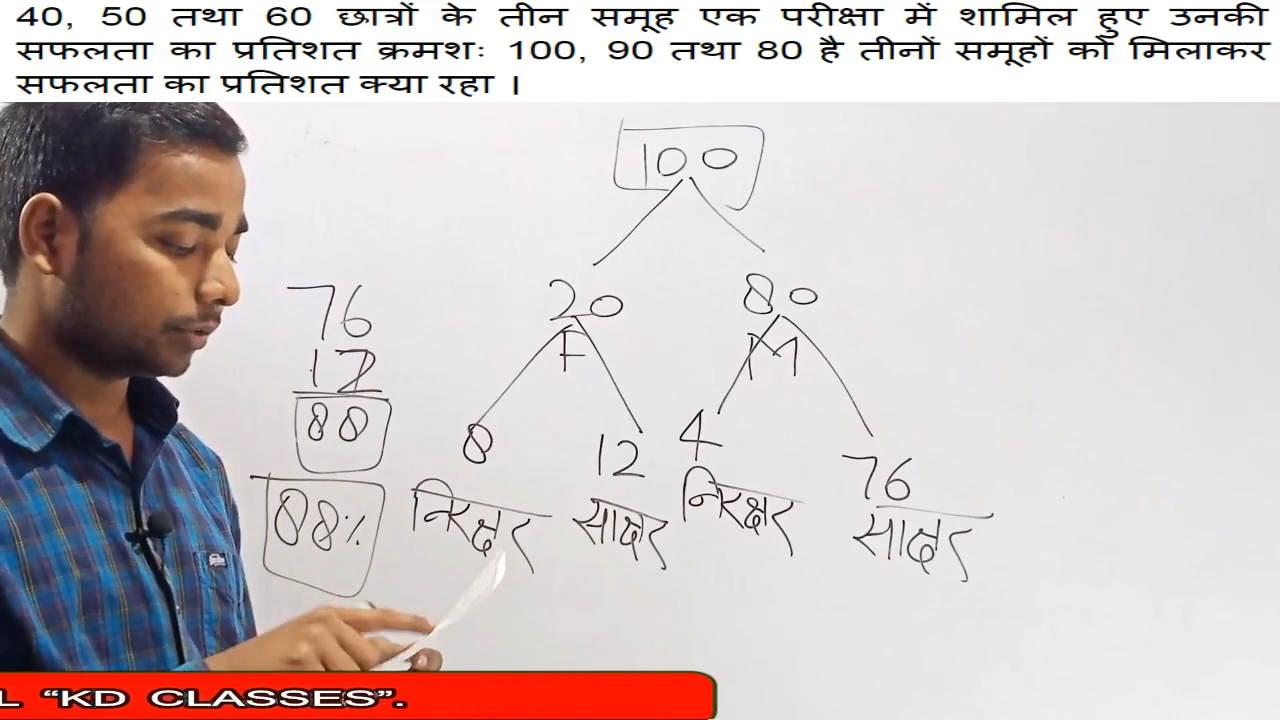 40, 50 तथा 60 छात्रों के तीन समूह एक परीक्षा में शामिल हुए उनकी
सफलता का प्रतिशत क्रमशः 100, 90 तथा 80 है तीनों समूहों को मिलाकर
सफलता का प्रतिशत क्या रहा ।
100
20 80
F M
76
12
88
88%
8 12 4 76
निरक्षर साक्षर निरक्षर साक्षर
L “KD CLASSES”.